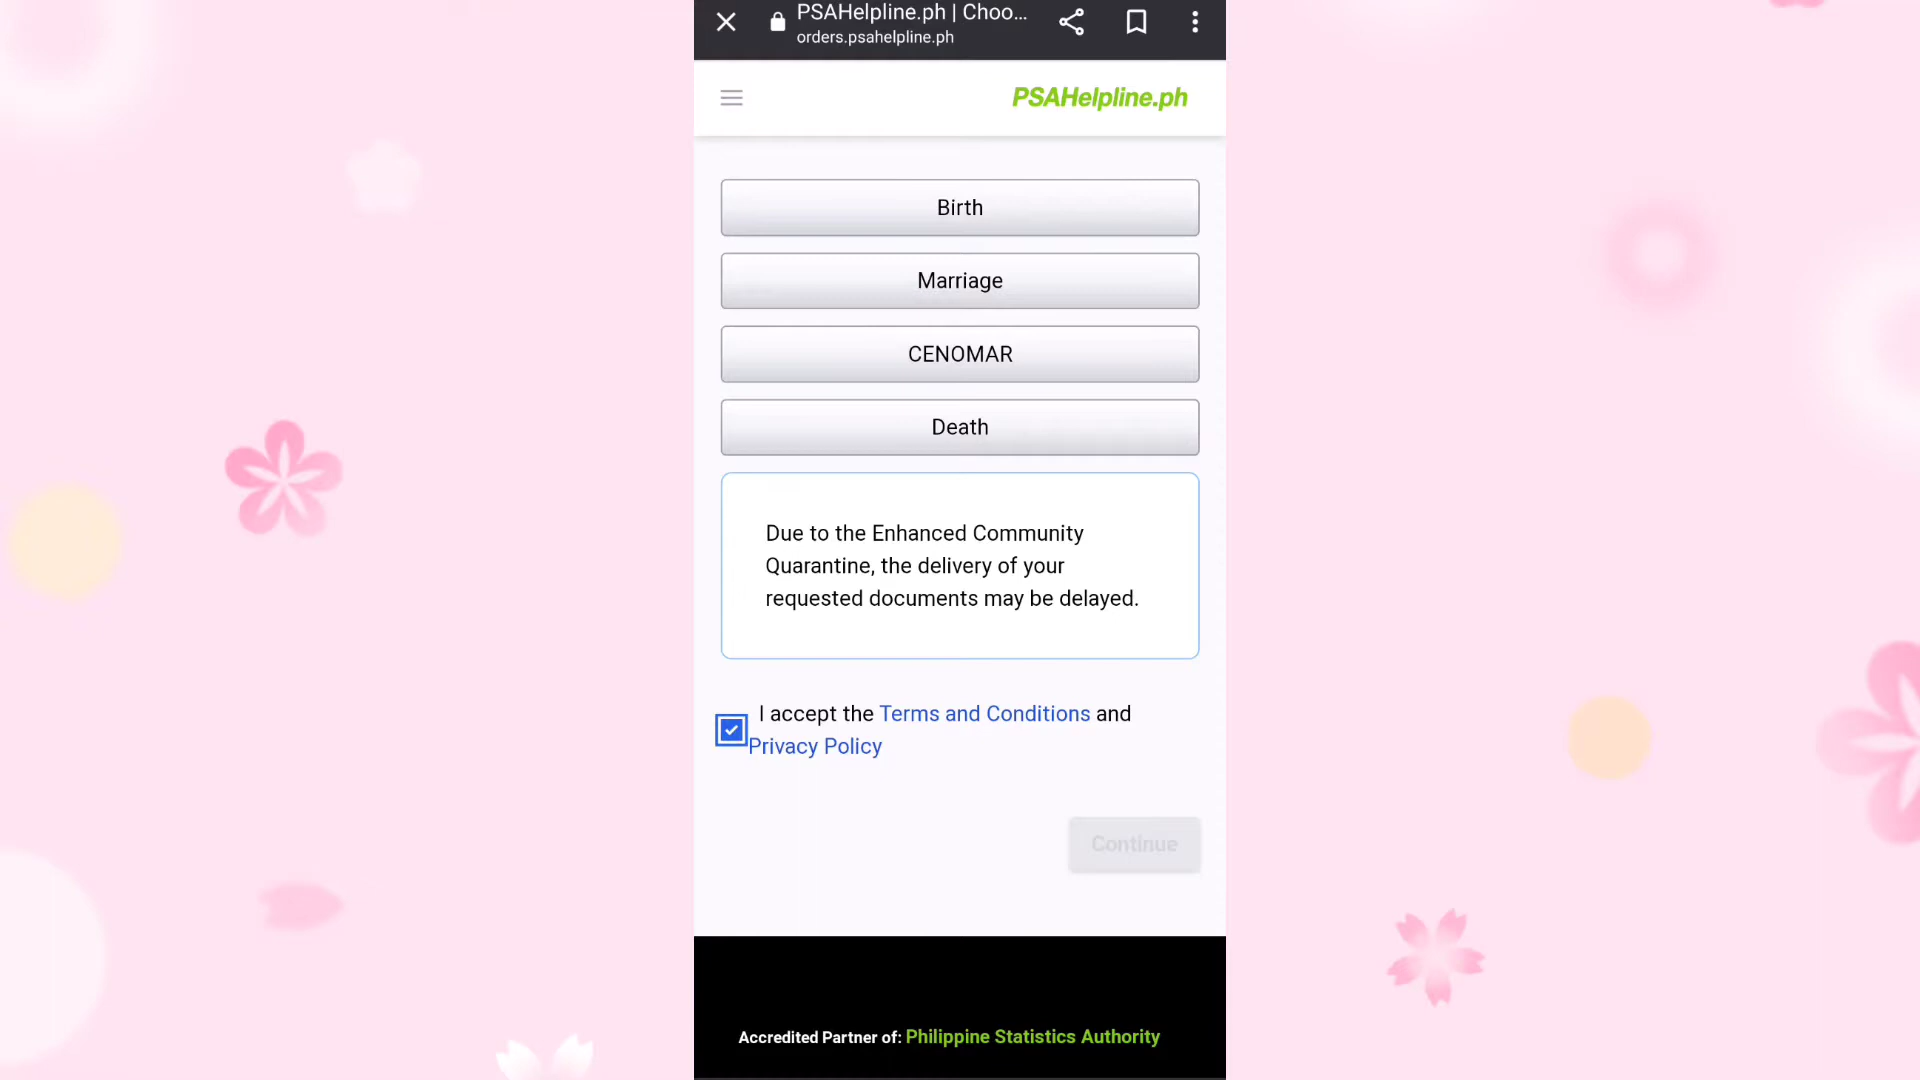 PSAHelpline.ph | Choo...
orders.psahelpline.ph
PSAHelpline.ph
Birth
Marriage
CENOMAR
Death
Due to the Enhanced Community
Quarantine, the delivery of your
requested documents may be delayed.
I accept the Terms and Conditions and
Privacy Policy
Continue
Accredited Partner of: Philippine Statistics Authority